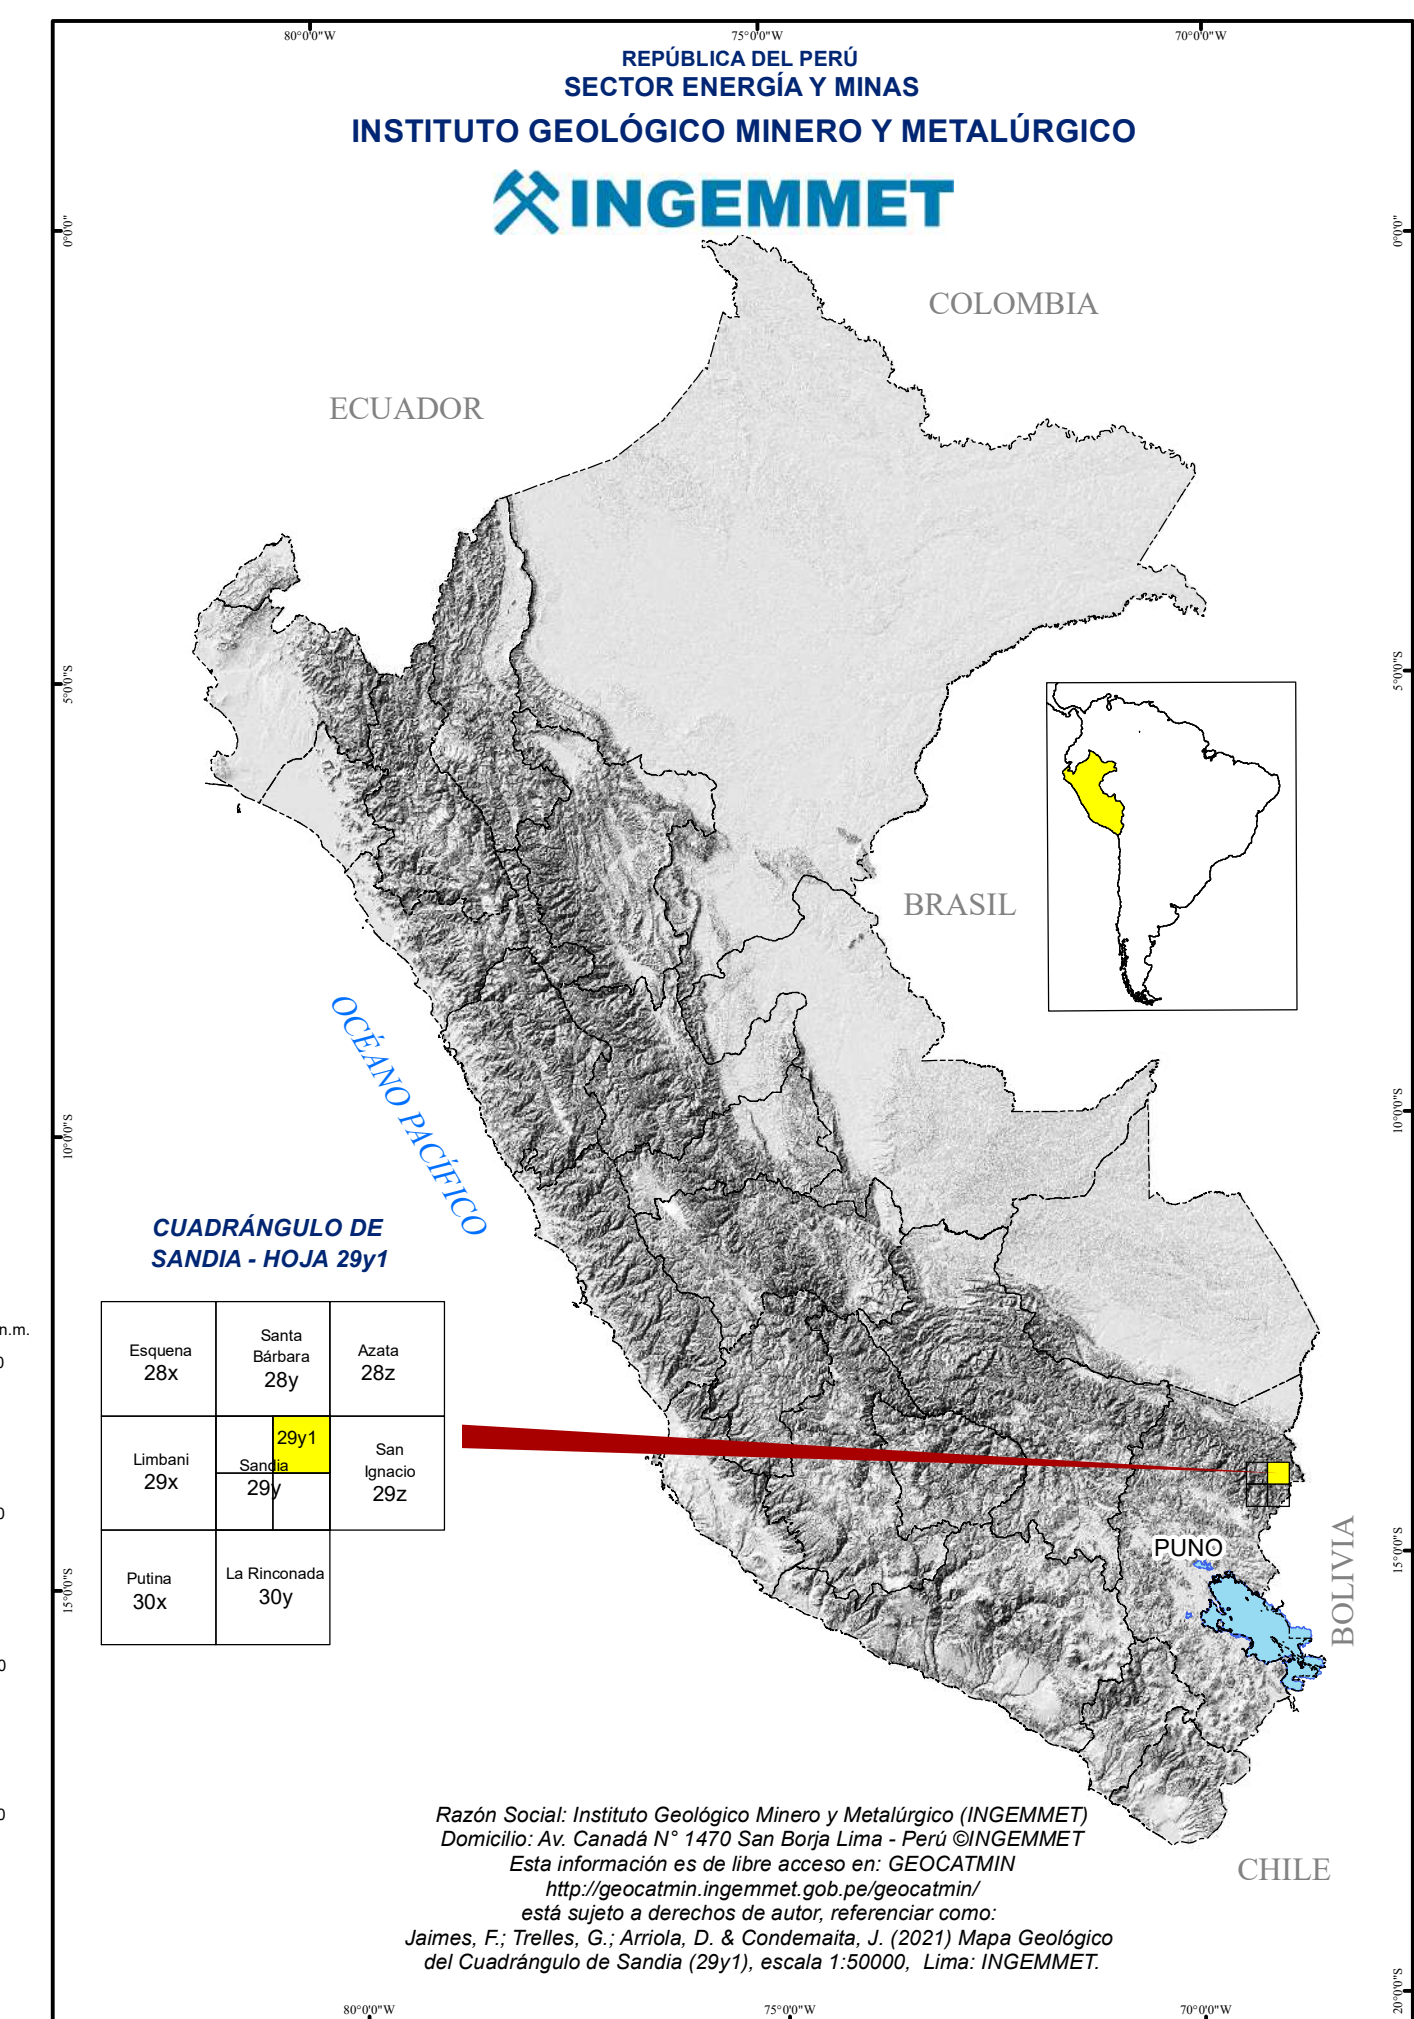 80°0'0"W
75°0'0"W
70°0'0"W
REPÚBLICA DEL PERÚ
SECTOR ENERGÍA Y MINAS
INSTITUTO GEOLÓGICO MINERO Y METALÚRGICO
INGEMMET
0°0'0"
0°0'0"
COLOMBIA
ECUADOR
5°0'0"S
5°0'0"S
BRASIL
OCÉANO PACÍFICO
10°0'0"S
10°0'0"S
CUADRÁNGULO DE
SANDIA - HOJA 29y1
n.m.
0
Esquena
28x
Santa
Bárbara
28y
Azata
28z
29y1
Limbani
29x
Sandia
29y
San
Ignacio
29z
0
Putina
30x
La Rinconada
30y
15°0'0"S
15°0'0"S
PUNO
BOLIVIA
0
0
CHILE
Razón Social: Instituto Geológico Minero y Metalúrgico (INGEMMET)
Domicilio: Av. Canadá N° 1470 San Borja Lima - Perú ©INGEMMET
Esta información es de libre acceso en: GEOCATMIN
http://geocatmin.ingemmet.gob.pe/geocatmin/
está sujeto a derechos de autor, referenciar como:
Jaimes, F.; Trelles, G.; Arriola, D. & Condemaita, J. (2021) Mapa Geológico
del Cuadrángulo de Sandia (29y1), escala 1:50000, Lima: INGEMMET.
20°0'0"S
80°0'0"W
75°0'0"W
70°0'0"W